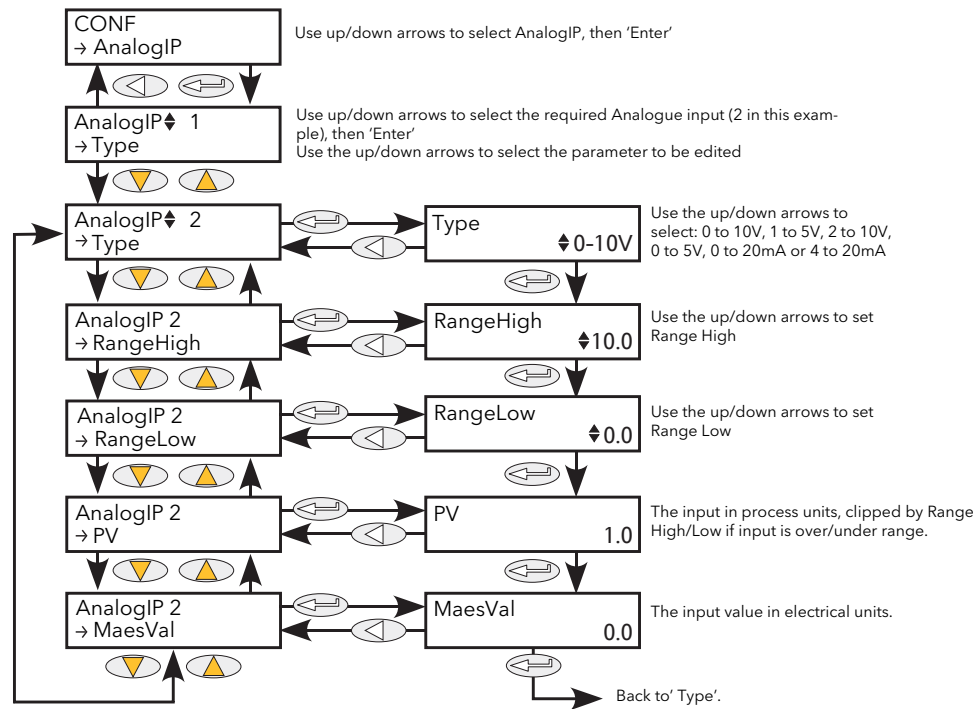 CONF
→ AnalogIP
Use up/down arrows to select AnalogIP, then ‘Enter’
AnalogIP♦ 1
→Type
Use up/down arrows to select the required Analogue input (2 in this exam-
ple), then ‘Enter’
Use the up/down arrows to select the parameter to be edited
AnalogIP♦ 2
→Type
Type
♦0-10V
Use the up/down arrows to
select: 0 to 10V, 1 to 5V, 2 to 10V,
0 to 5V, 0 to 20mA or 4 to 20mA
AnalogIP 2
→ RangeHigh
RangeHigh
♦10.0
Use the up/down arrows to set
Range High
AnalogIP 2
→ RangeLow
RangeLow
♦0.0
Use the up/down arrows to set
Range Low
AnalogIP 2
→ PV
PV
1.0
The input in process units, clipped by Range
High/Low if input is over/under range.
AnalogIP 2
→ MaesVal
MaesVal
0.0
The input value in electrical units.
Back to’ Type’.